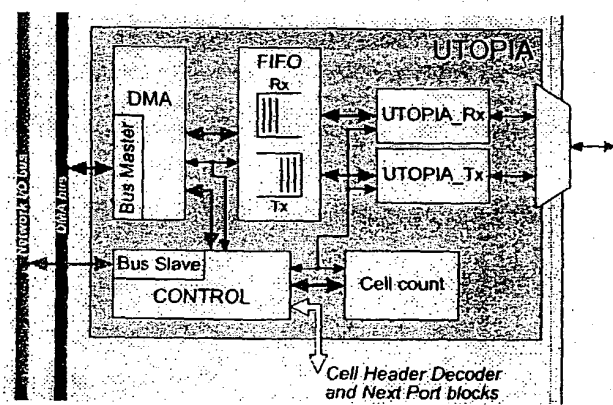 UTOPIA
FIFO
Rx
DMA
UTOPIA_Rx
Bus Master
UTOPIA_Tx
Tx
Network I/O bus
DMA bus
Bus Slave
CONTROL
Cell count
Cell Header Decoder
and Next Port blocks